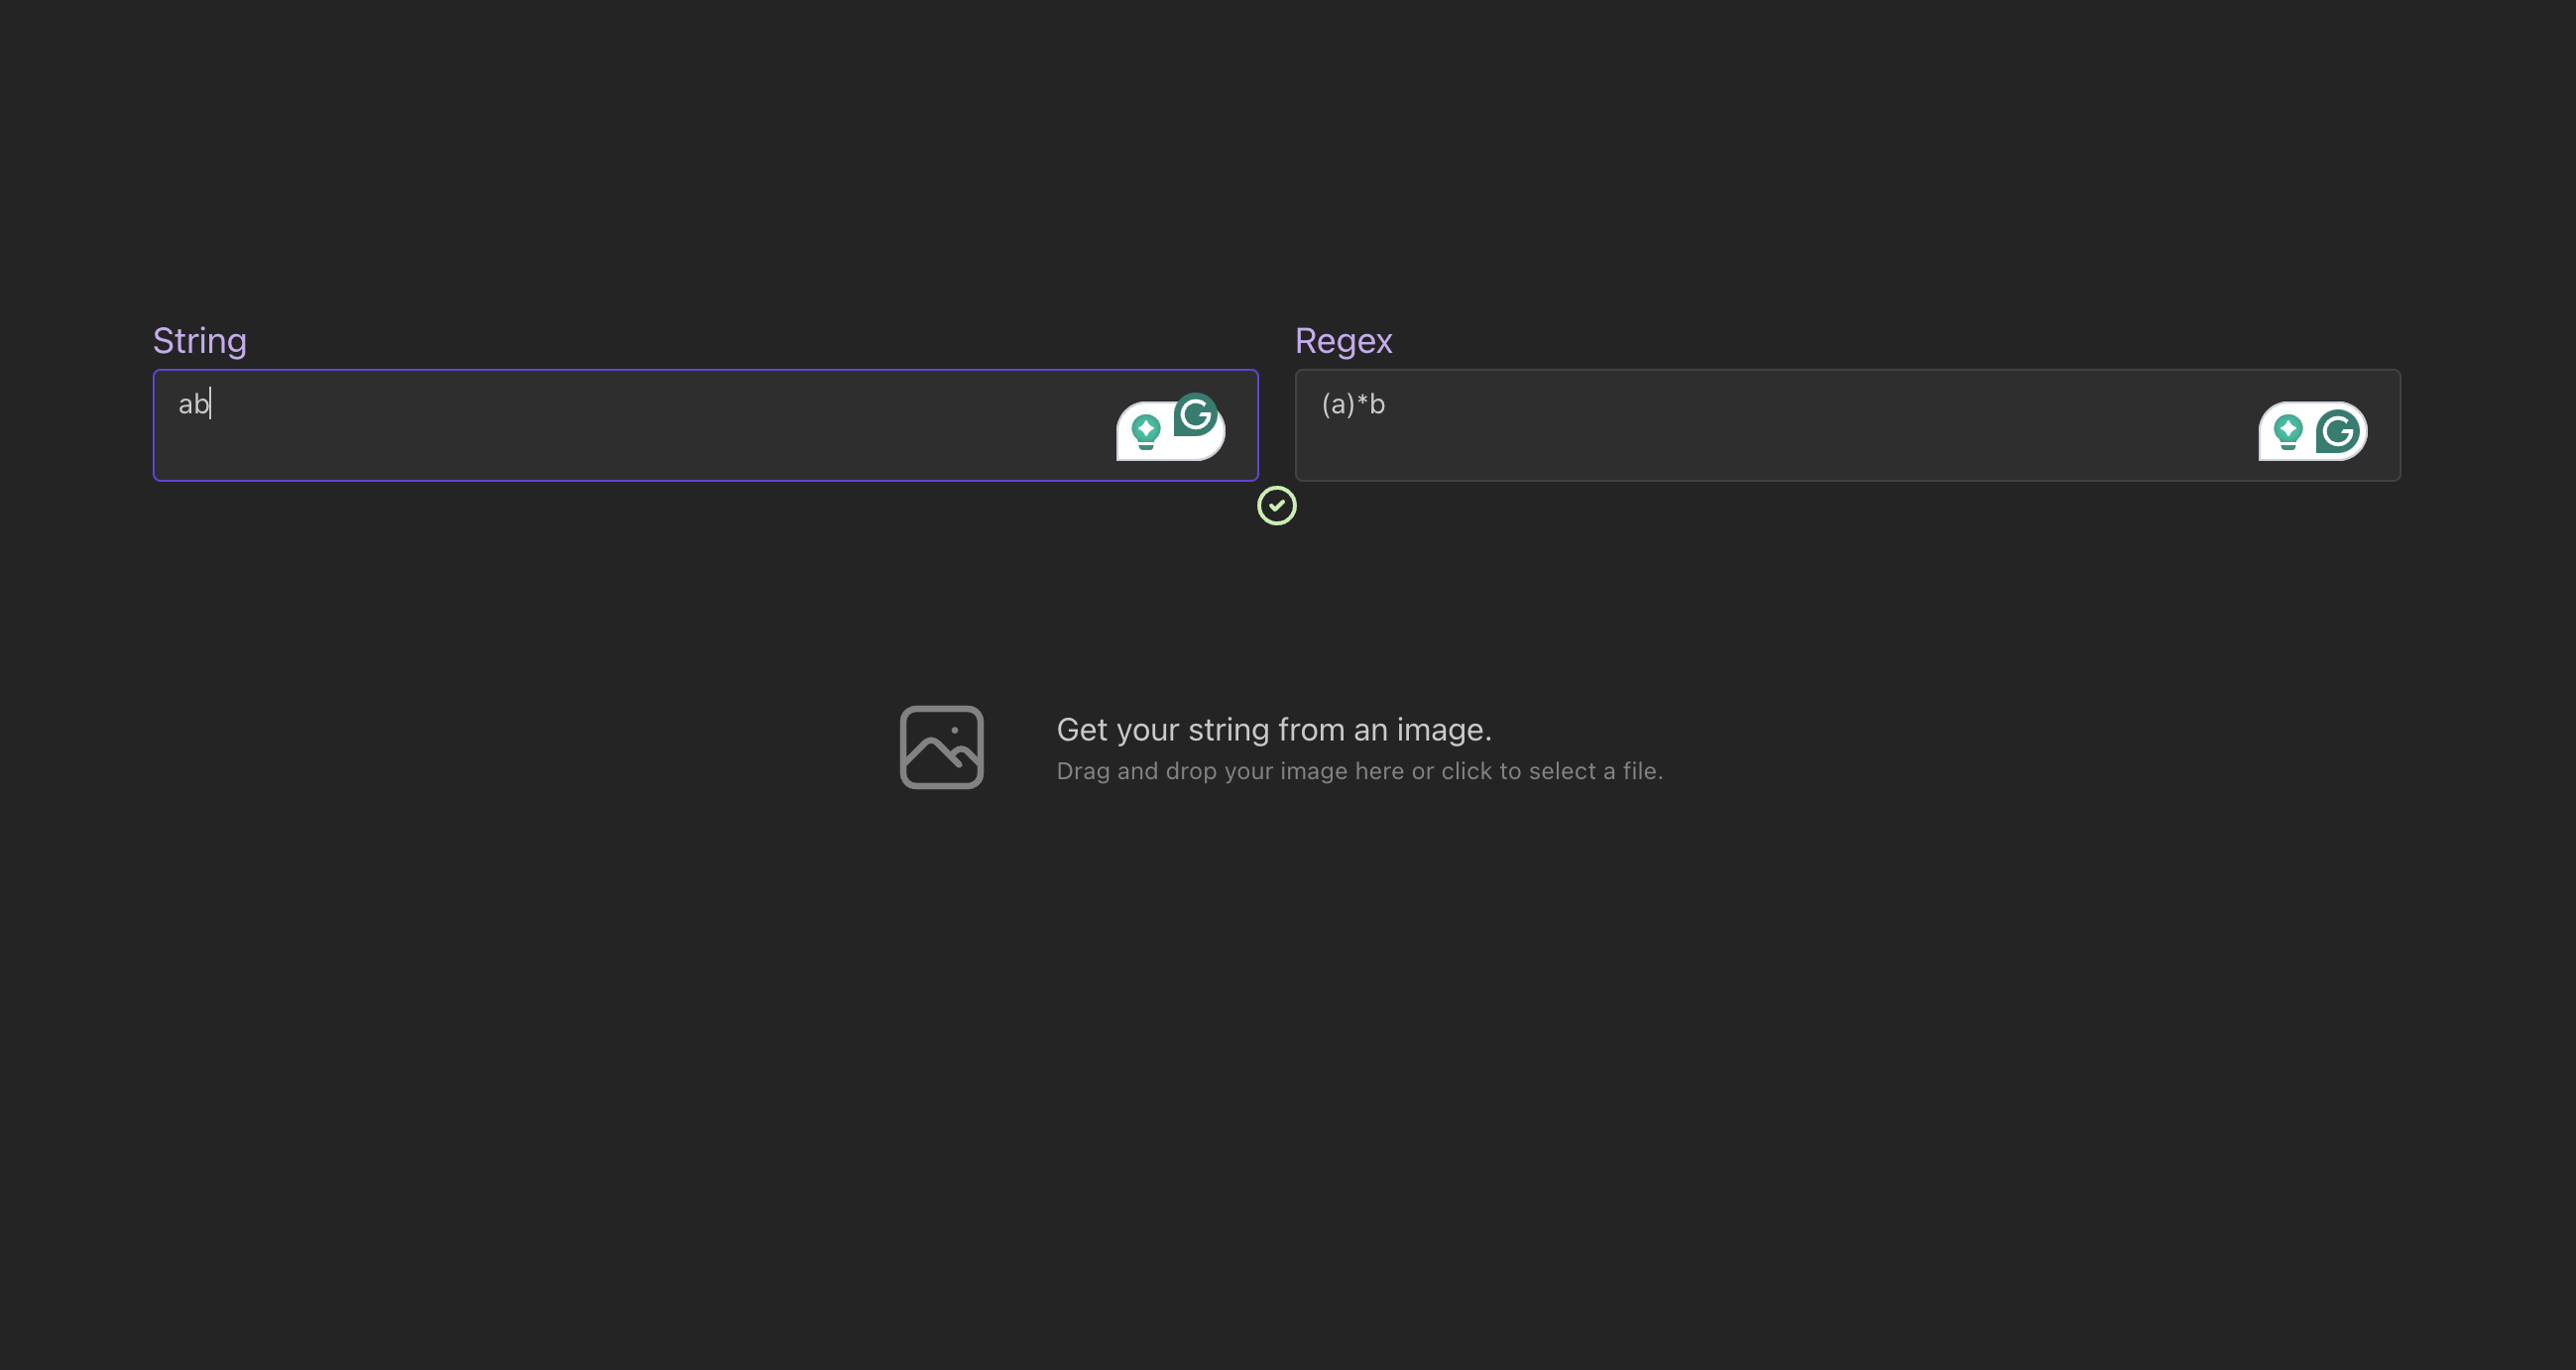 String
Regex
ab
(a)*b
Get your string from an image.
Drag and drop your image here or click to select a file.